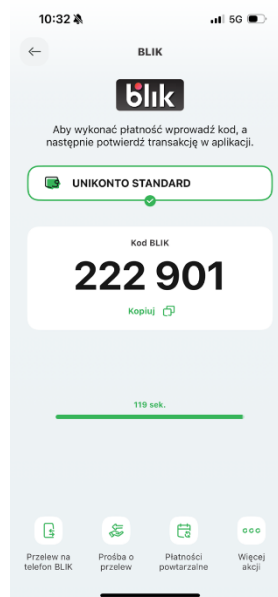 10:32
5G
BLIK
blik
Aby wykonać płatność wprowadź kod, a
następnie potwierdź transakcję w aplikacji.
UNIKONTO STANDARD
Kod BLIK
222 901
Kopiuj
119 sek.
Przelew na
telefon BLIK
Prośba o
przelew
Płatności
powtarzalne
Więcej
akcji